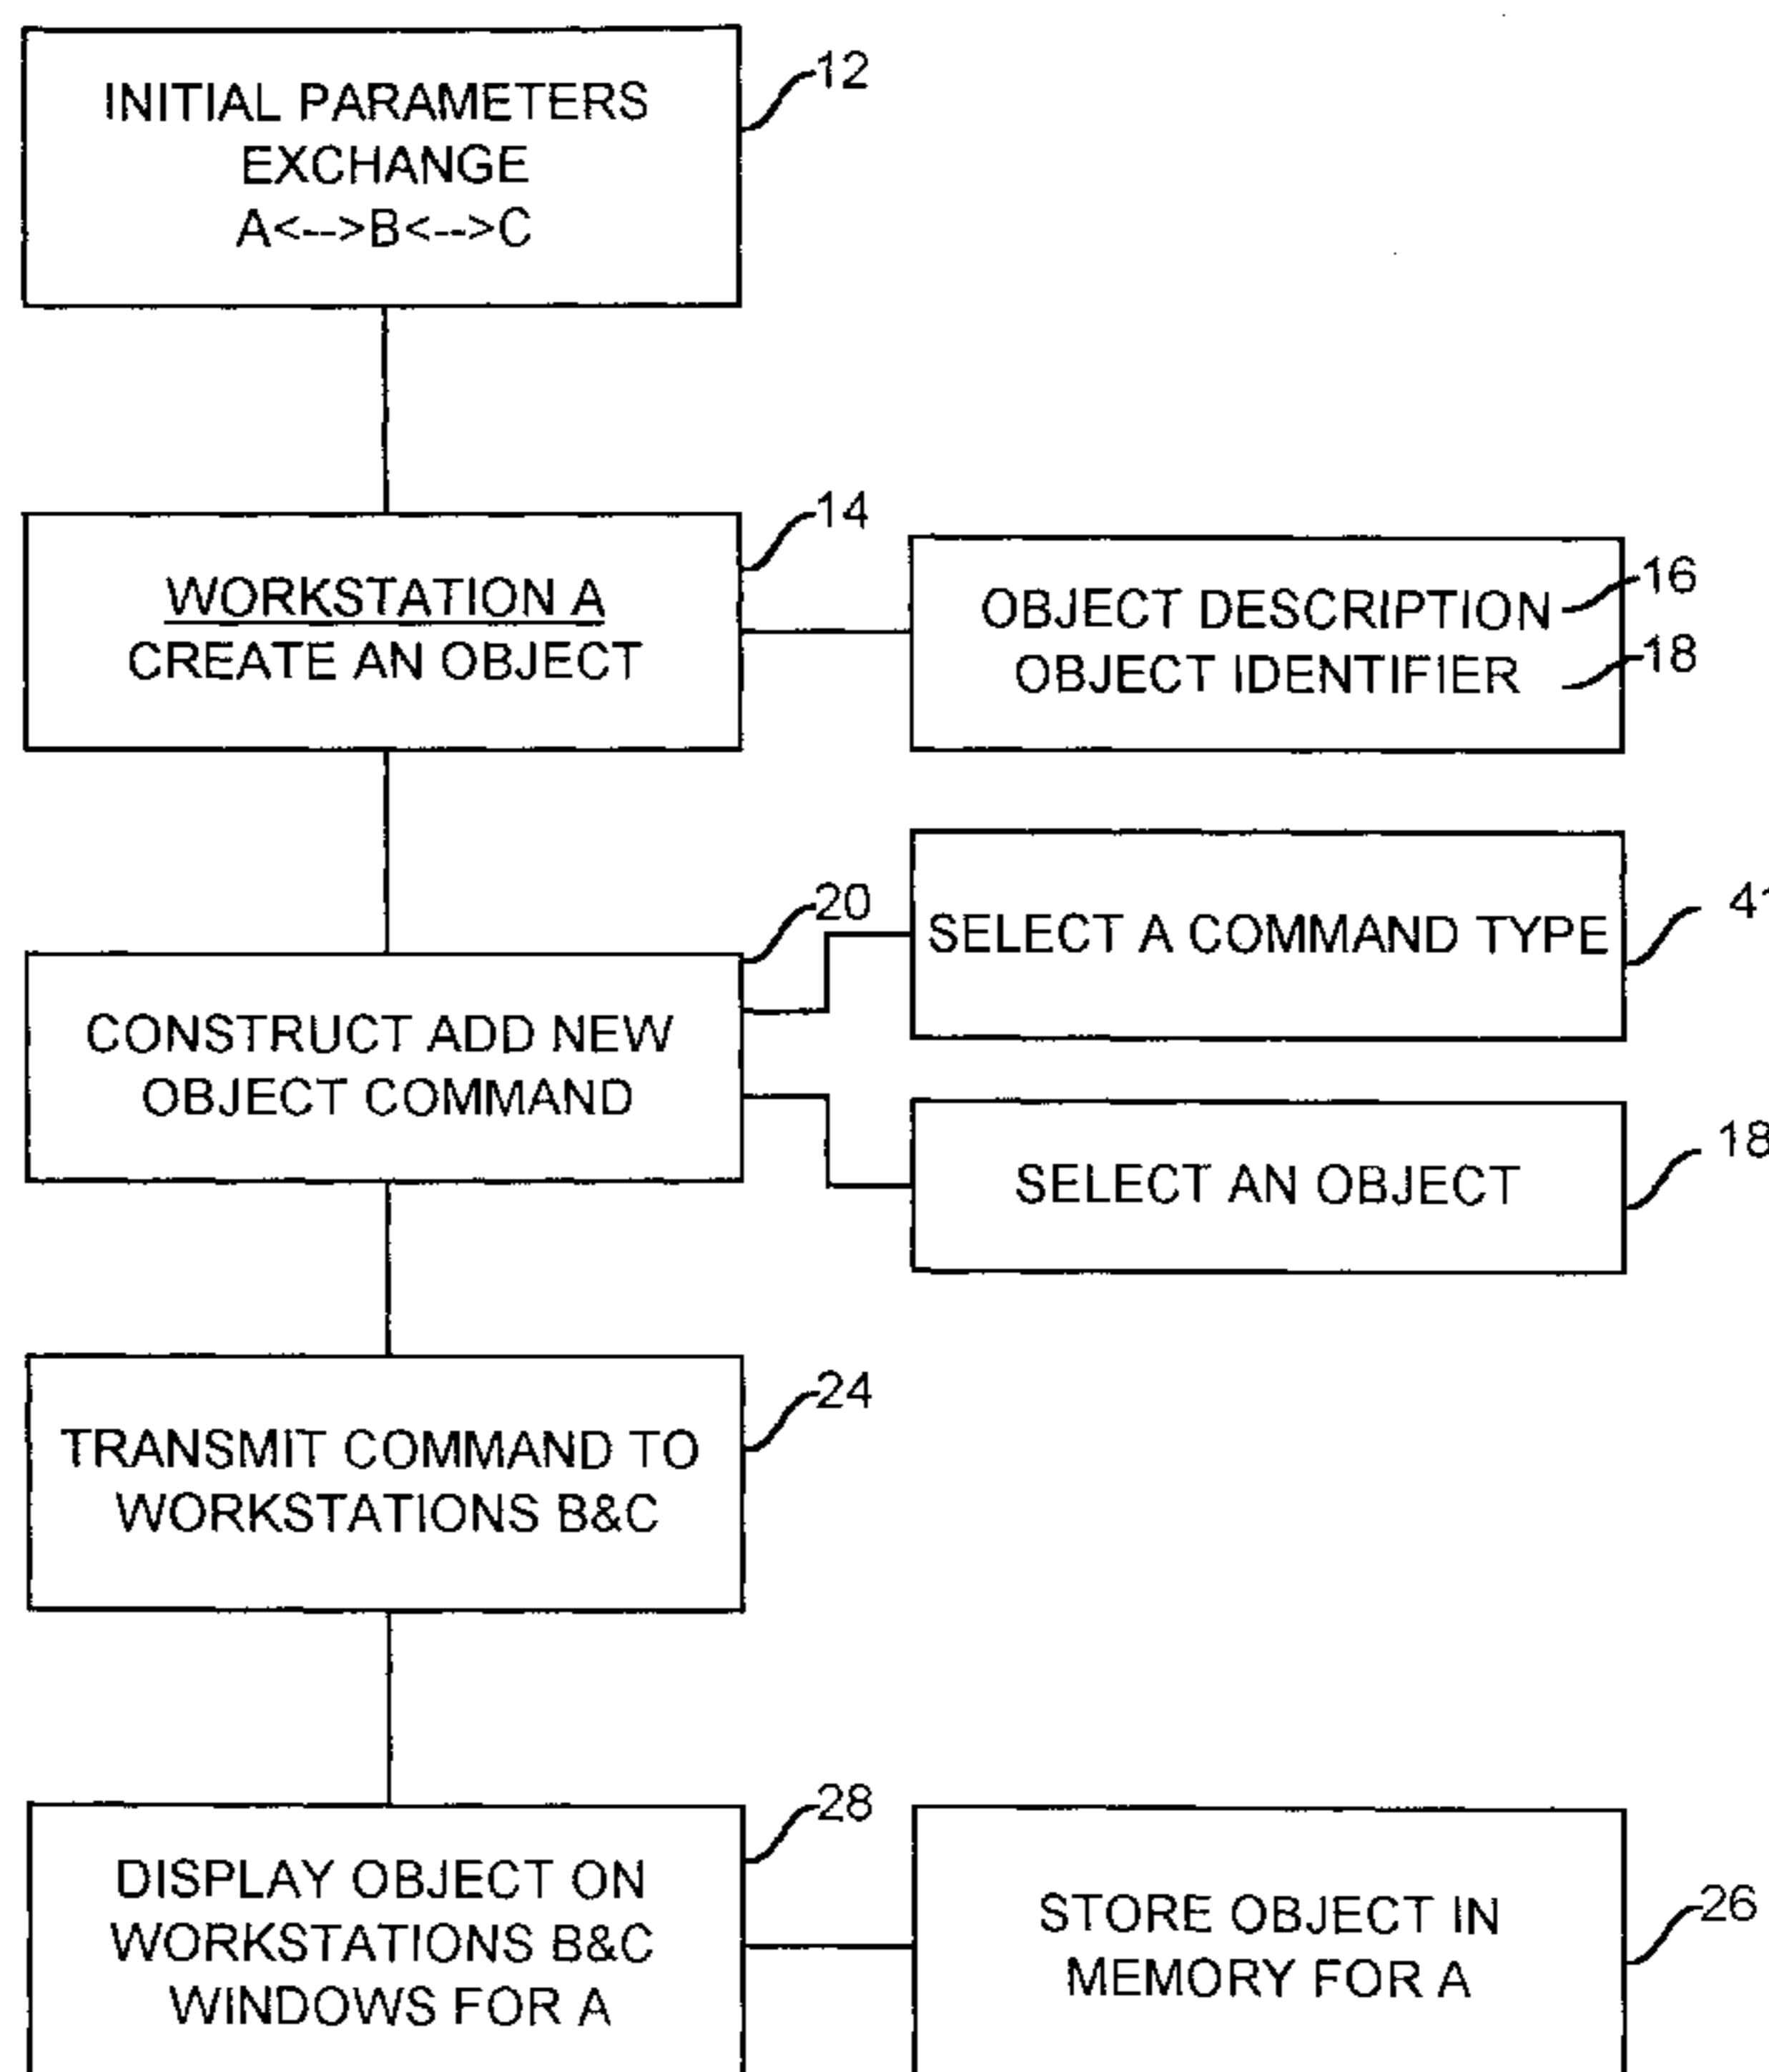 INITIAL PARAMETERS
EXCHANGE
A<-->B<-->C
12
WORKSTATION A
CREATE AN OBJECT
14
OBJECT DESCRIPTION
16
OBJECT IDENTIFIER
18
CONSTRUCT ADD NEW
OBJECT COMMAND
20
SELECT A COMMAND TYPE
SELECT AN OBJECT
18
TRANSMIT COMMAND TO
WORKSTATIONS B&C
24
DISPLAY OBJECT ON
WORKSTATIONS B&C
WINDOWS FOR A
28
STORE OBJECT IN
MEMORY FOR A
26